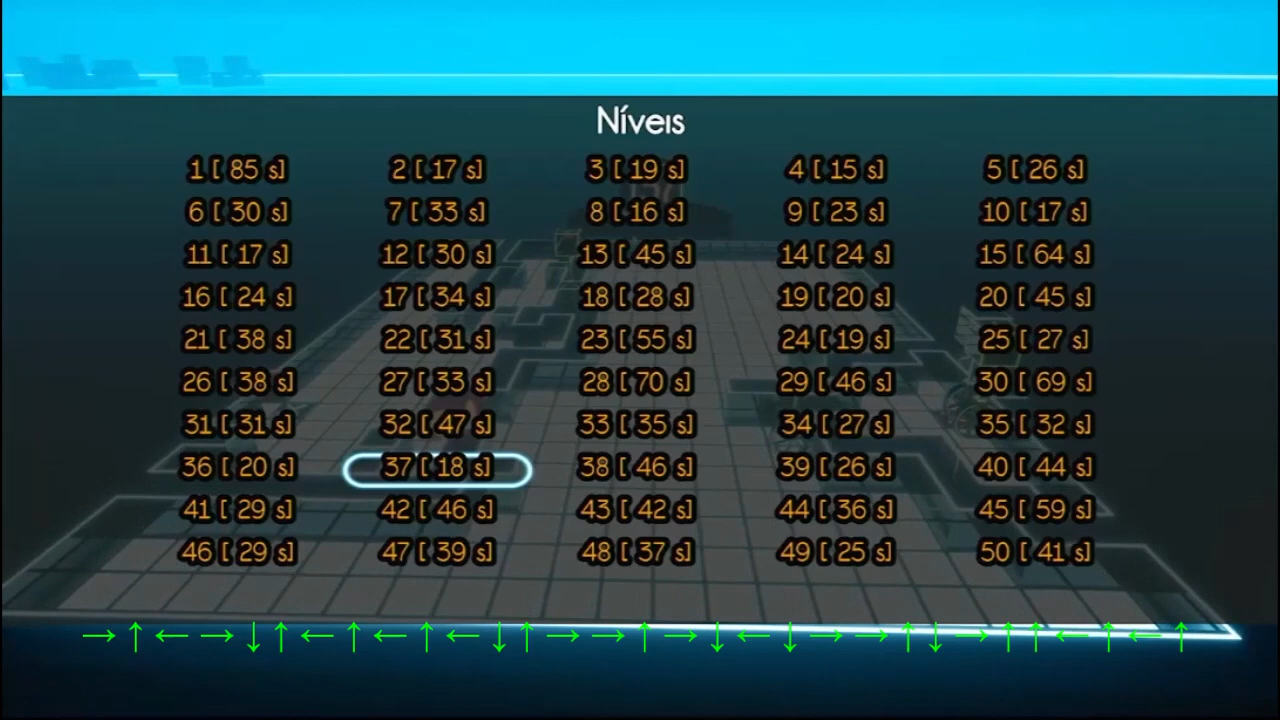 Níveis
1 [ 85 s] 2 [ 17 s] 3 [ 19 s] 4 [ 15 s] 5 [ 26 s]
6 [ 30 s] 7 [ 33 s] 8 [ 16 s] 9 [ 23 s] 10 [ 17 s]
11 [ 17 s] 12 [ 30 s] 13 [ 45 s] 14 [ 24 s] 15 [ 64 s]
16 [ 24 s] 17 [ 34 s] 18 [ 28 s] 19 [ 20 s] 20 [ 45 s]
21 [ 38 s] 22 [ 31 s] 23 [ 55 s] 24 [ 19 s] 25 [ 27 s]
26 [ 38 s] 27 [ 33 s] 28 [ 70 s] 29 [ 46 s] 30 [ 69 s]
31 [ 31 s] 32 [ 47 s] 33 [ 35 s] 34 [ 27 s] 35 [ 32 s]
36 [ 20 s] 37 [ 18 s] 38 [ 46 s] 39 [ 26 s] 40 [ 44 s]
41 [ 29 s] 42 [ 46 s] 43 [ 42 s] 44 [ 36 s] 45 [ 59 s]
46 [ 29 s] 47 [ 39 s] 48 [ 37 s] 49 [ 25 s] 50 [ 41 s]
→↑←→↓↑←↑←↑←↓↑→→↑→↓←↓→→↑↓→↑↑←↑←↑